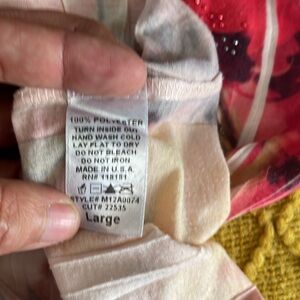 100% POLYESTER
TURN INSIDE OUT
HAND WASH COLD
LAY FLAT TO DRY
DO NOT BLEACH
DO NOT IRON
MADE IN U.S.A.
RN# 118181
STYLE# M12A0074
CUT# 22535
Large